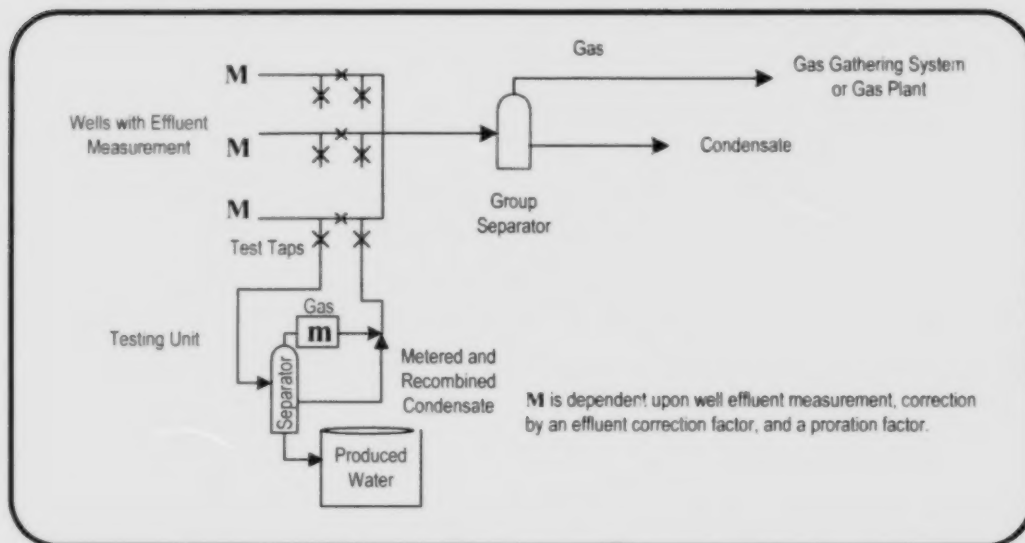 Gas
M
Gas Gathering System
or Gas Plant
Wells with Effluent
Measurement
M
Condensate
M
Group
Separator
Test Taps
Gas
Testing Unit
m
Separator
Metered and
Recombined
Condensate
M is dependent upon well effluent measurement, correction
by an effluent correction factor, and a proration factor.
Produced
Water